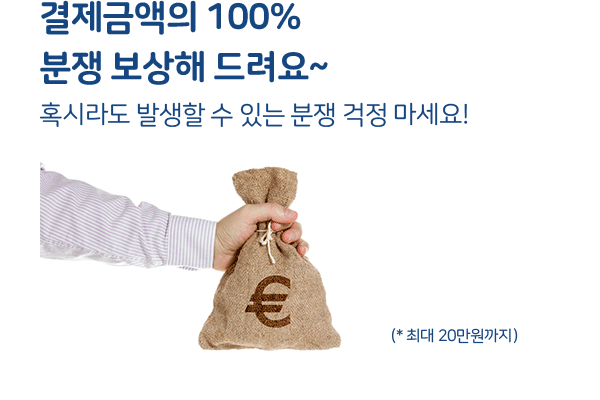 결제금액의 100%
분쟁 보상해 드려요~
혹시라도 발생할 수 있는 분쟁 걱정 마세요!
€
(* 최대 20만원까지)